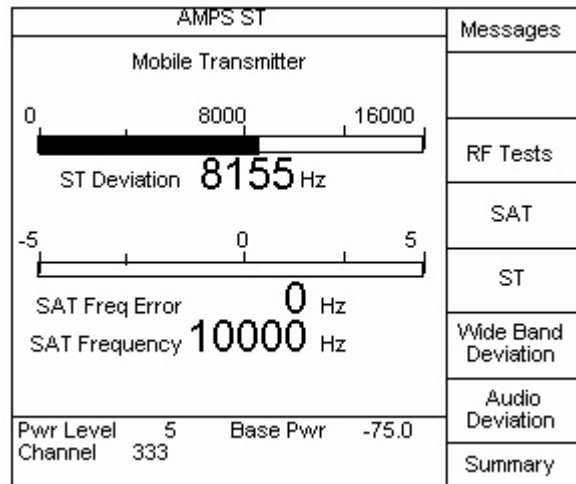 AMPS ST
Mobile Transmitter
0 8000 16000
ST Deviation 8155 Hz
-5 0 5
SAT Freq Error 0 Hz
SAT Frequency 10000 Hz
Pwr Level 5 Base Pwr -75.0
Channel 333
Messages
RF Tests
SAT
ST
Wide Band
Deviation
Audio
Deviation
Summary